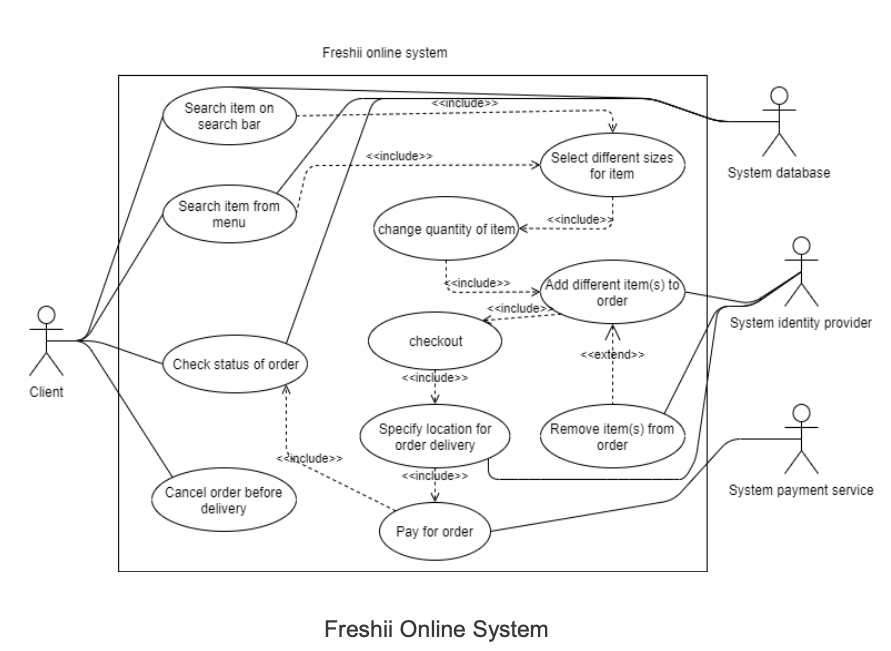 Freshii online system
Search item on
search bar
<<include>>
System database
<<include>>
Select different sizes
for item
Search item from
menu
<<include>>
change quantity of item
<<include>>
Add different item(s) to
order
System identity provider
<<include>>
checkout
<<extend>>
Client
Check status of order
<<include>>
Specify location for
order delivery
Remove item(s) from
order
<<include>>
<<include>>
System payment service
Cancel order before
delivery
Pay for order
Freshii Online System